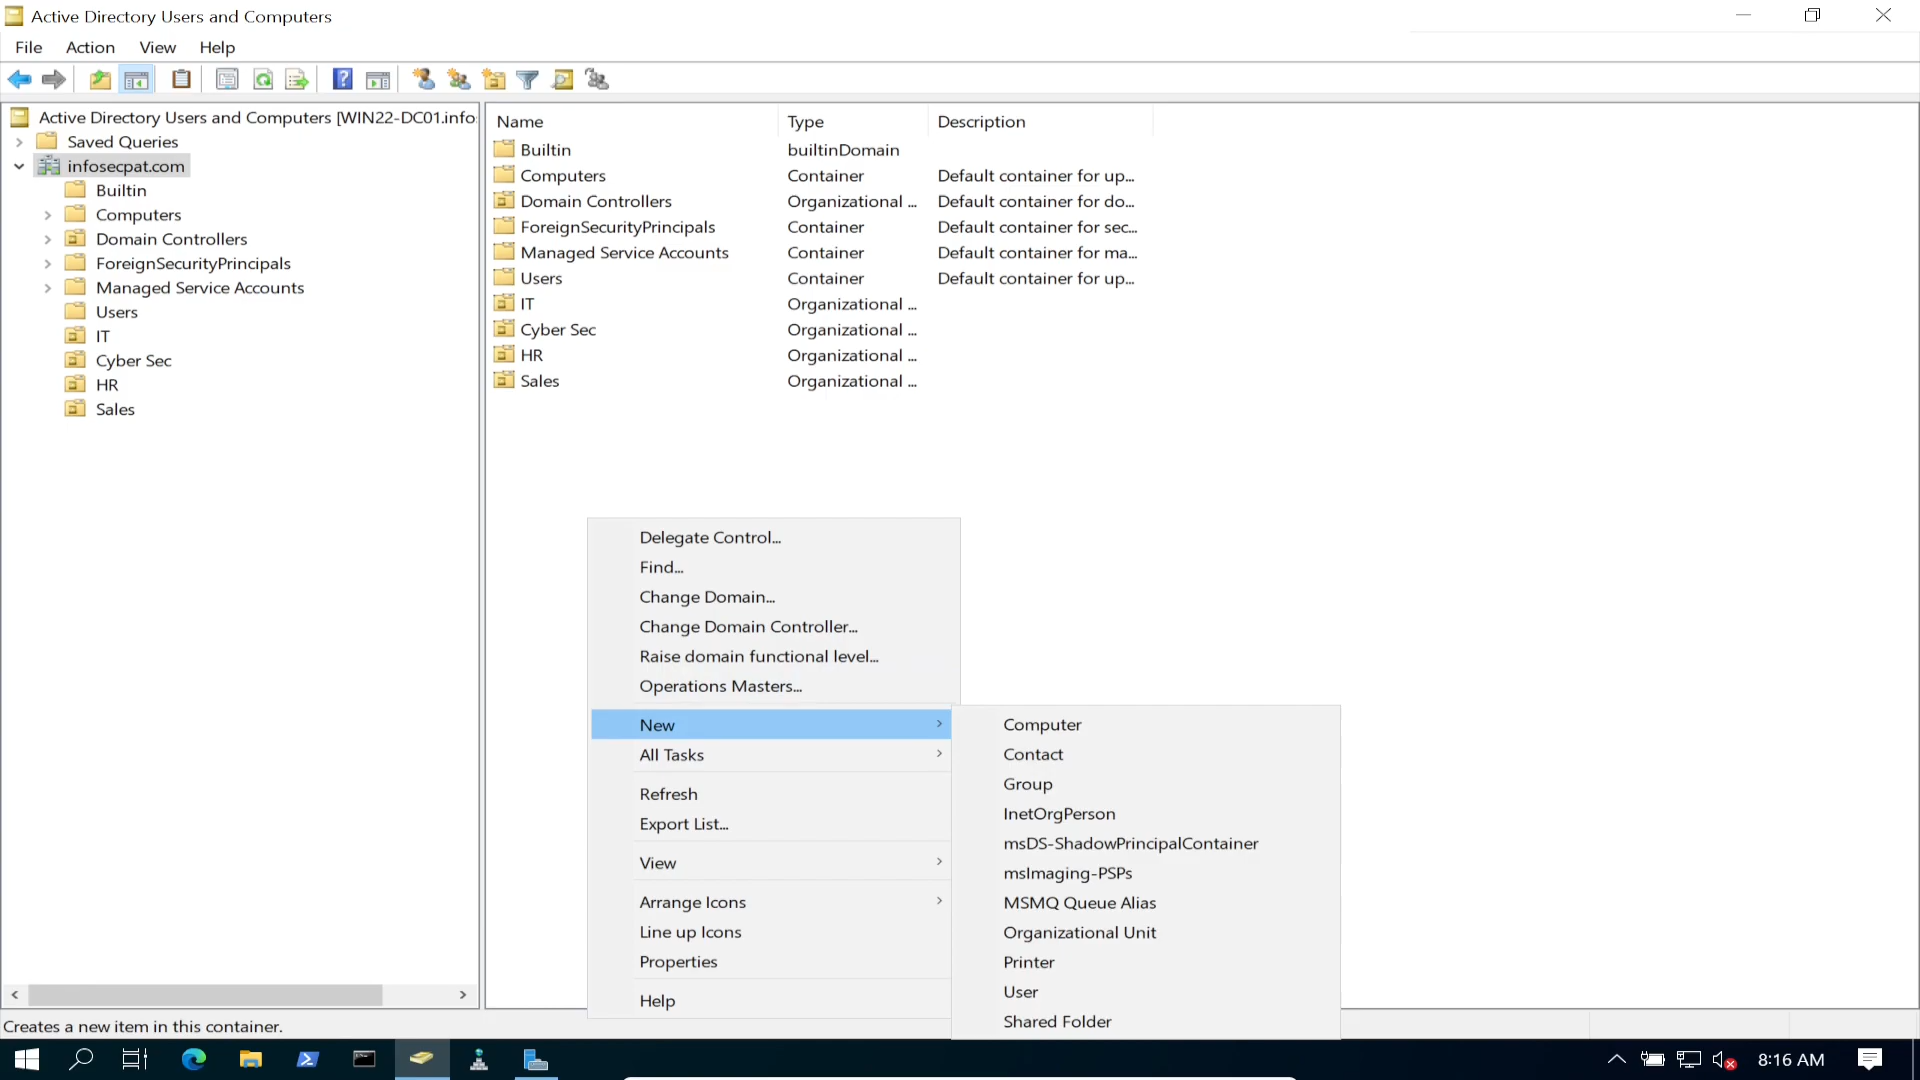 Active Directory Users and Computers
File Action View Help
Active Directory Users and Computers [WIN22-DC01.info
Saved Queries
infosecpat.com
Builtin
Computers
Domain Controllers
ForeignSecurityPrincipals
Managed Service Accounts
Users
IT
Cyber Sec
HR
Sales
Name Type Description
Builtin builtinDomain
Computers Container Default container for up...
Domain Controllers Organizational ... Default container for do...
ForeignSecurityPrincipals Container Default container for sec...
Managed Service Accounts Container Default container for ma...
Users Container Default container for up...
IT Organizational ...
Cyber Sec Organizational ...
HR Organizational ...
Sales Organizational ...
Delegate Control...
Find...
Change Domain...
Change Domain Controller...
Raise domain functional level...
Operations Masters...
New
All Tasks
Refresh
Export List...
View
Arrange Icons
Line up Icons
Properties
Help
Computer
Contact
Group
InetOrgPerson
msDS-ShadowPrincipalContainer
msImaging-PSPs
MSMQ Queue Alias
Organizational Unit
Printer
User
Shared Folder
Creates a new item in this container.
8:16 AM